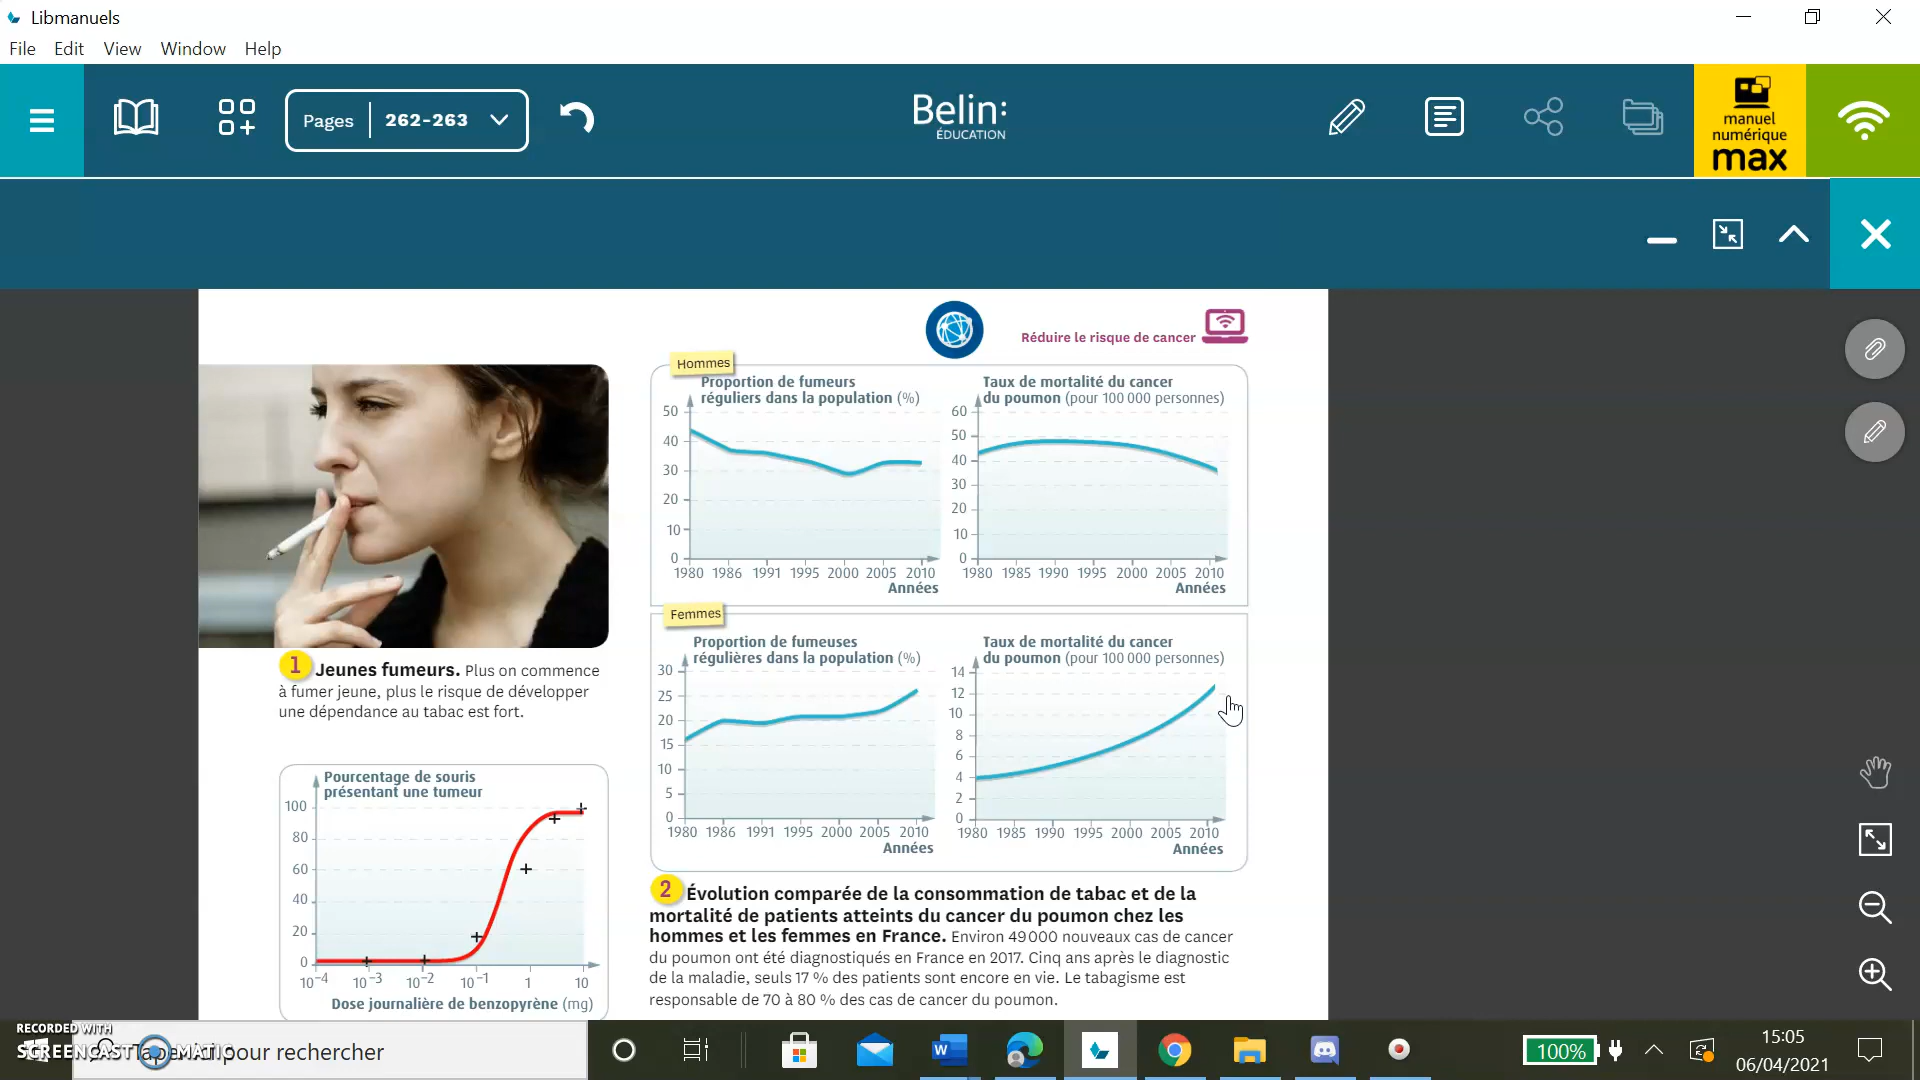 Libmanuels
File Edit View Window Help
Pages 262-263
Belin:
ÉDUCATION
manuel
numérique
max
Réduire le risque de cancer
Hommes
Proportion de fumeurs
réguliers dans la population (%)
50
40
30
20
10
0
1980 1986 1991 1995 2000 2005 2010
Années
Taux de mortalité du cancer
du poumon (pour 100 000 personnes)
60
50
40
30
20
10
0
1980 1985 1990 1995 2000 2005 2010
Années
Femmes
Proportion de fumeuses
régulières dans la population (%)
30
25
20
15
10
5
0
1980 1986 1991 1995 2000 2005 2010
Années
Taux de mortalité du cancer
du poumon (pour 100 000 personnes)
14
12
10
8
6
4
2
0
1980 1985 1990 1995 2000 2005 2010
Années
1 Jeunes fumeurs. Plus on commence
à fumer jeune, plus le risque de développer
une dépendance au tabac est fort.
Pourcentage de souris
présentant une tumeur
100
80
60
40
20
0
10⁻⁴ 10⁻³ 10⁻² 10⁻¹ 1 10
Dose journalière de benzopyrène (mg)
2 Évolution comparée de la consommation de tabac et de la
mortalité de patients atteints du cancer du poumon chez les
hommes et les femmes en France. Environ 49 000 nouveaux cas de cancer
du poumon ont été diagnostiqués en France en 2017. Cinq ans après le diagnostic
de la maladie, seuls 17 % des patients sont encore en vie. Le tabagisme est
responsable de 70 à 80 % des cas de cancer du poumon.
RECORDED WITH
SCREENCAST MATIC
pour rechercher
100%
15:05
06/04/2021